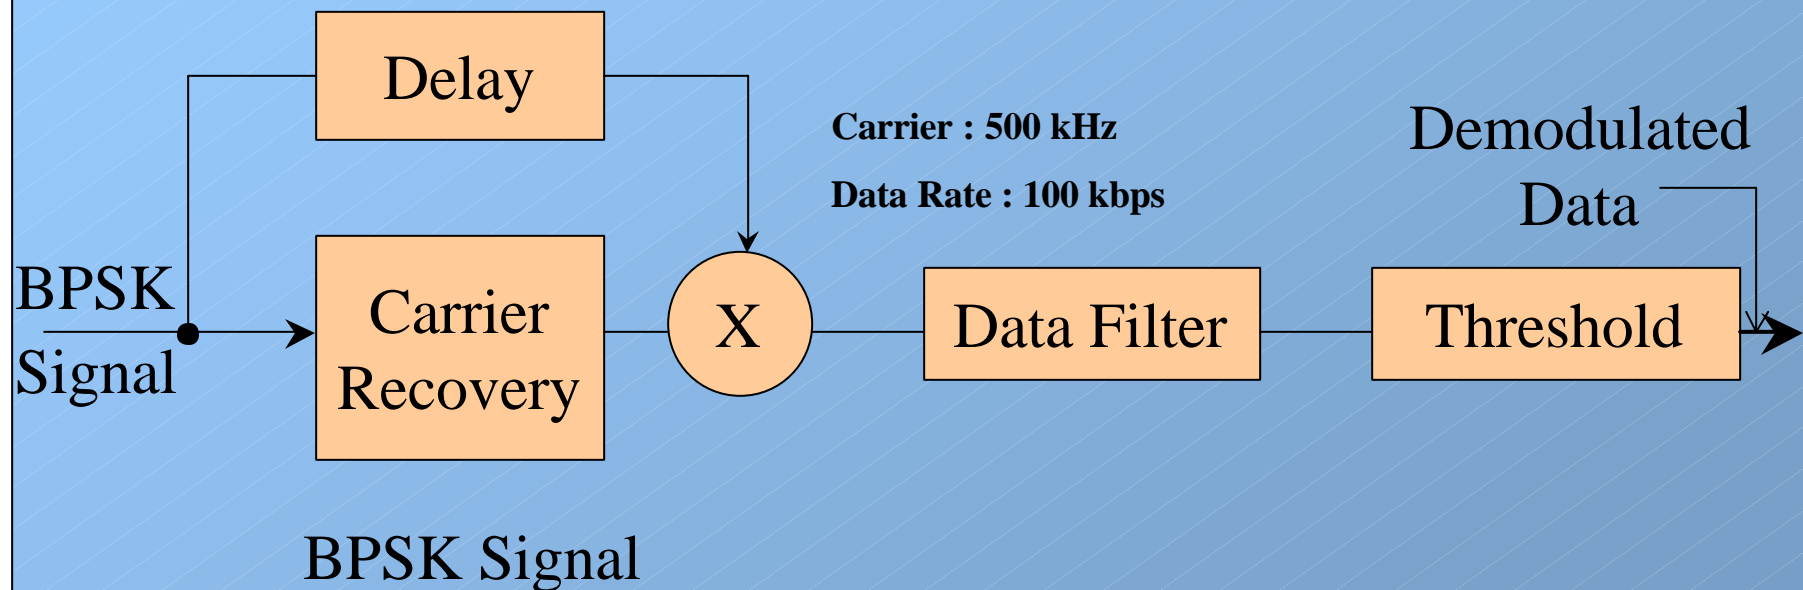 Delay
Carrier : 500 kHz
Data Rate : 100 kbps
Demodulated
Data
BPSK
Signal
Carrier
Recovery
X
Data Filter
Threshold
BPSK Signal